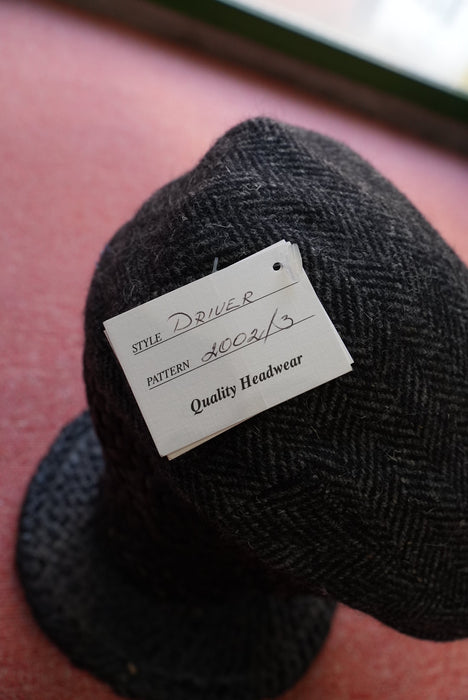 STYLE DRIVER
PATTERN 2002/3
Quality Headwear